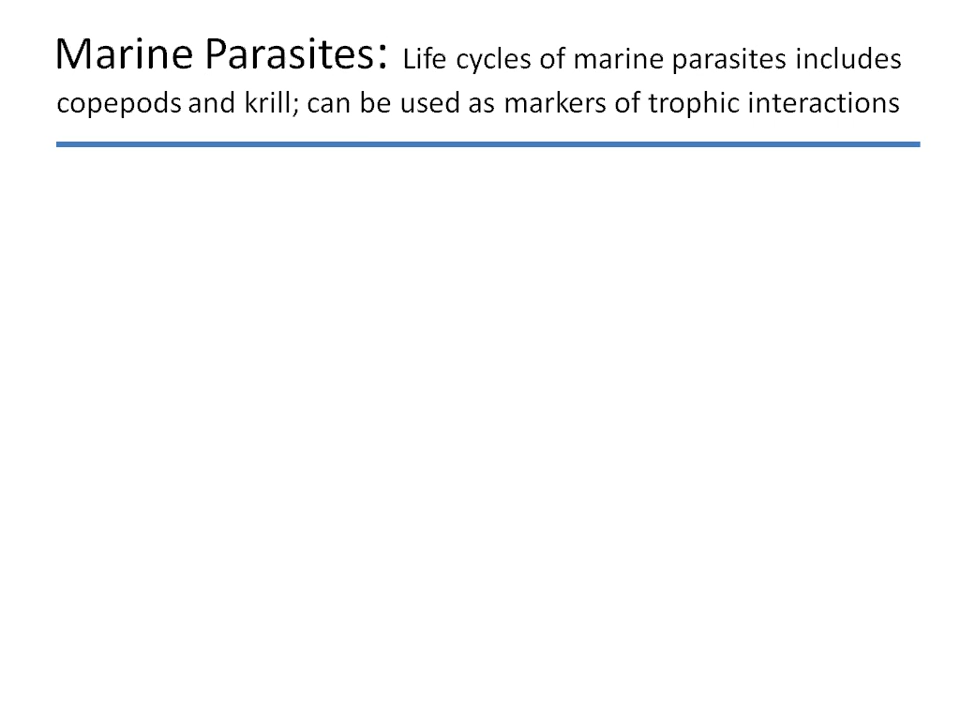 Marine Parasites: Life cycles of marine parasites includes
copepods and krill; can be used as markers of trophic interactions